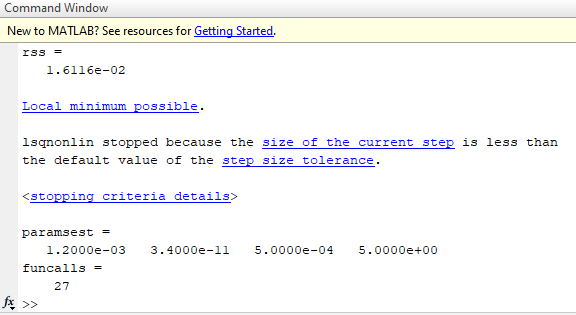 Command Window
New to MATLAB? See resources for Getting Started.
rss =
1.6116e-02
Local minimum possible.
lsqnonlin stopped because the size of the current step is less than
the default value of the step size tolerance.
<stopping criteria details>
paramsest =
1.2000e-03 3.4000e-11 5.0000e-04 5.0000e+00
funcalls =
27
fx >>